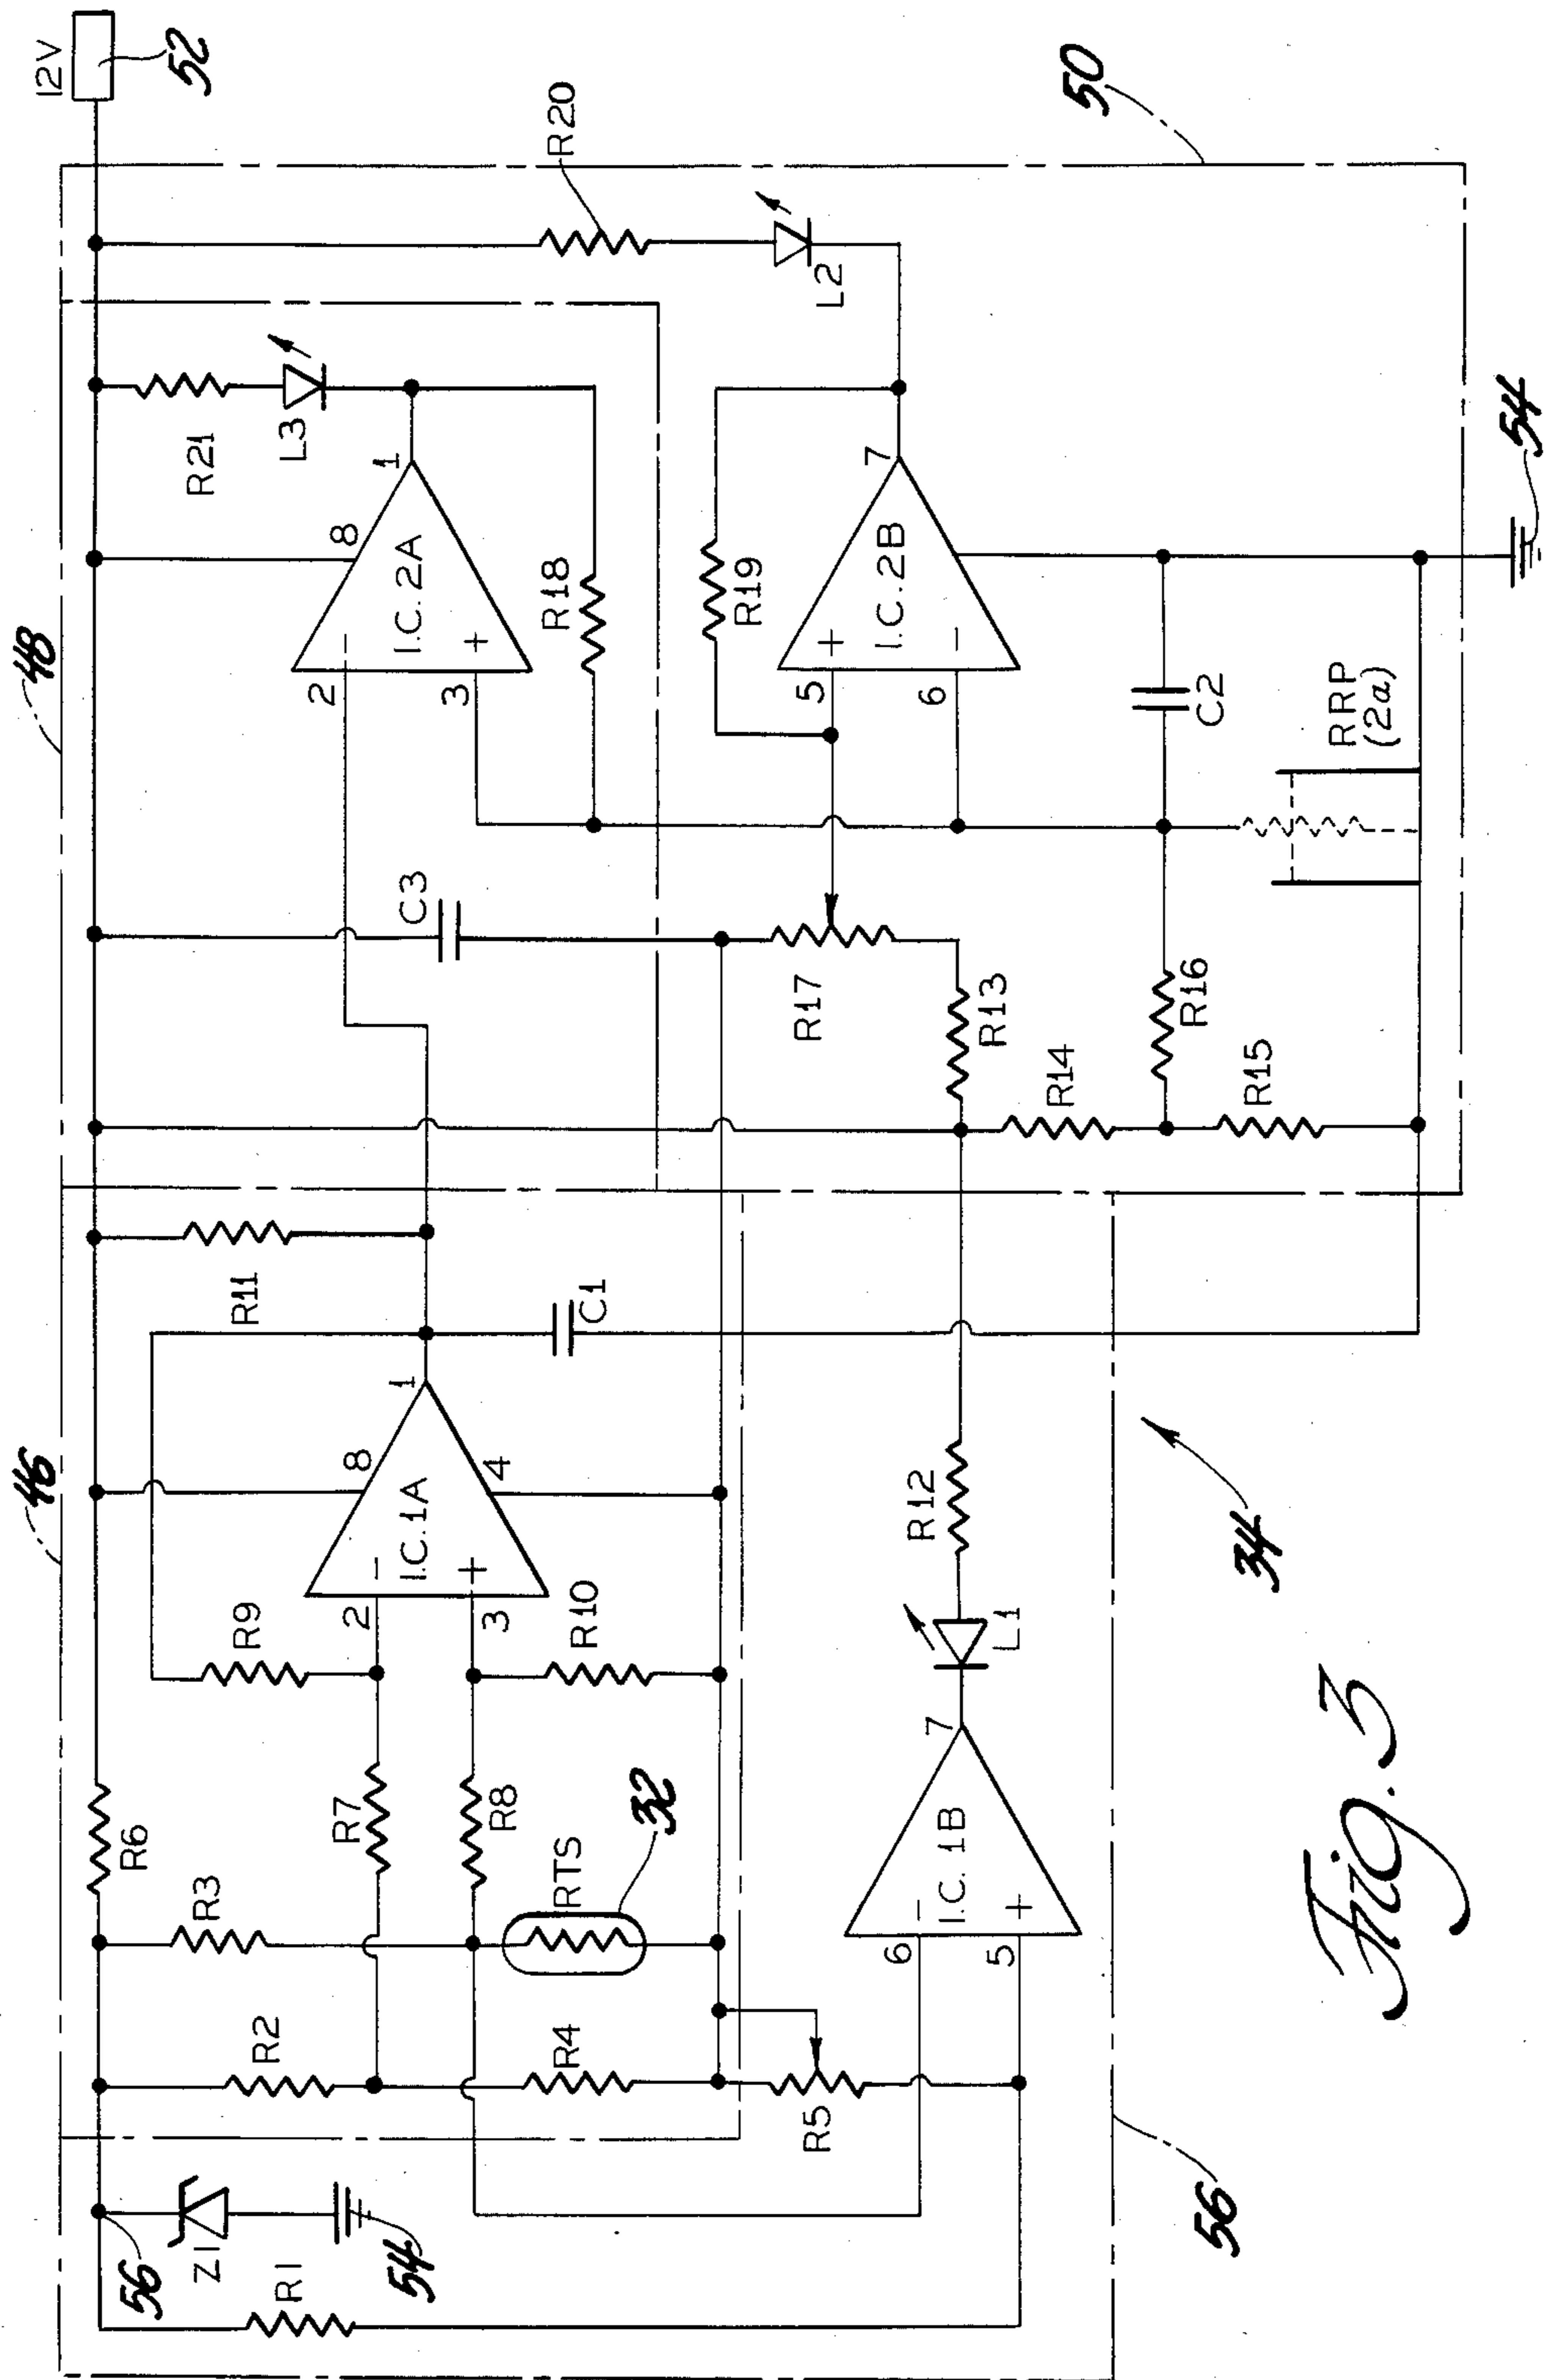 12V
52
48
46
50
R20
R21
L3
8
1
I.C.2A
2
3
−
+
R18
L2
C3
R19
7
I.C.2B
5
6
+
−
R17
R13
R14
R16
R15
C2
RRP
(2a)
54
R11
C1
R9
8
1
I.C.1A
4
2
3
−
+
R10
R6
R7
R8
R3
RTS
32
R2
R4
R12
L1
7
I.C. 1B
6
5
−
+
R5
56
Z1
54
R1
56
34
Fig. 3